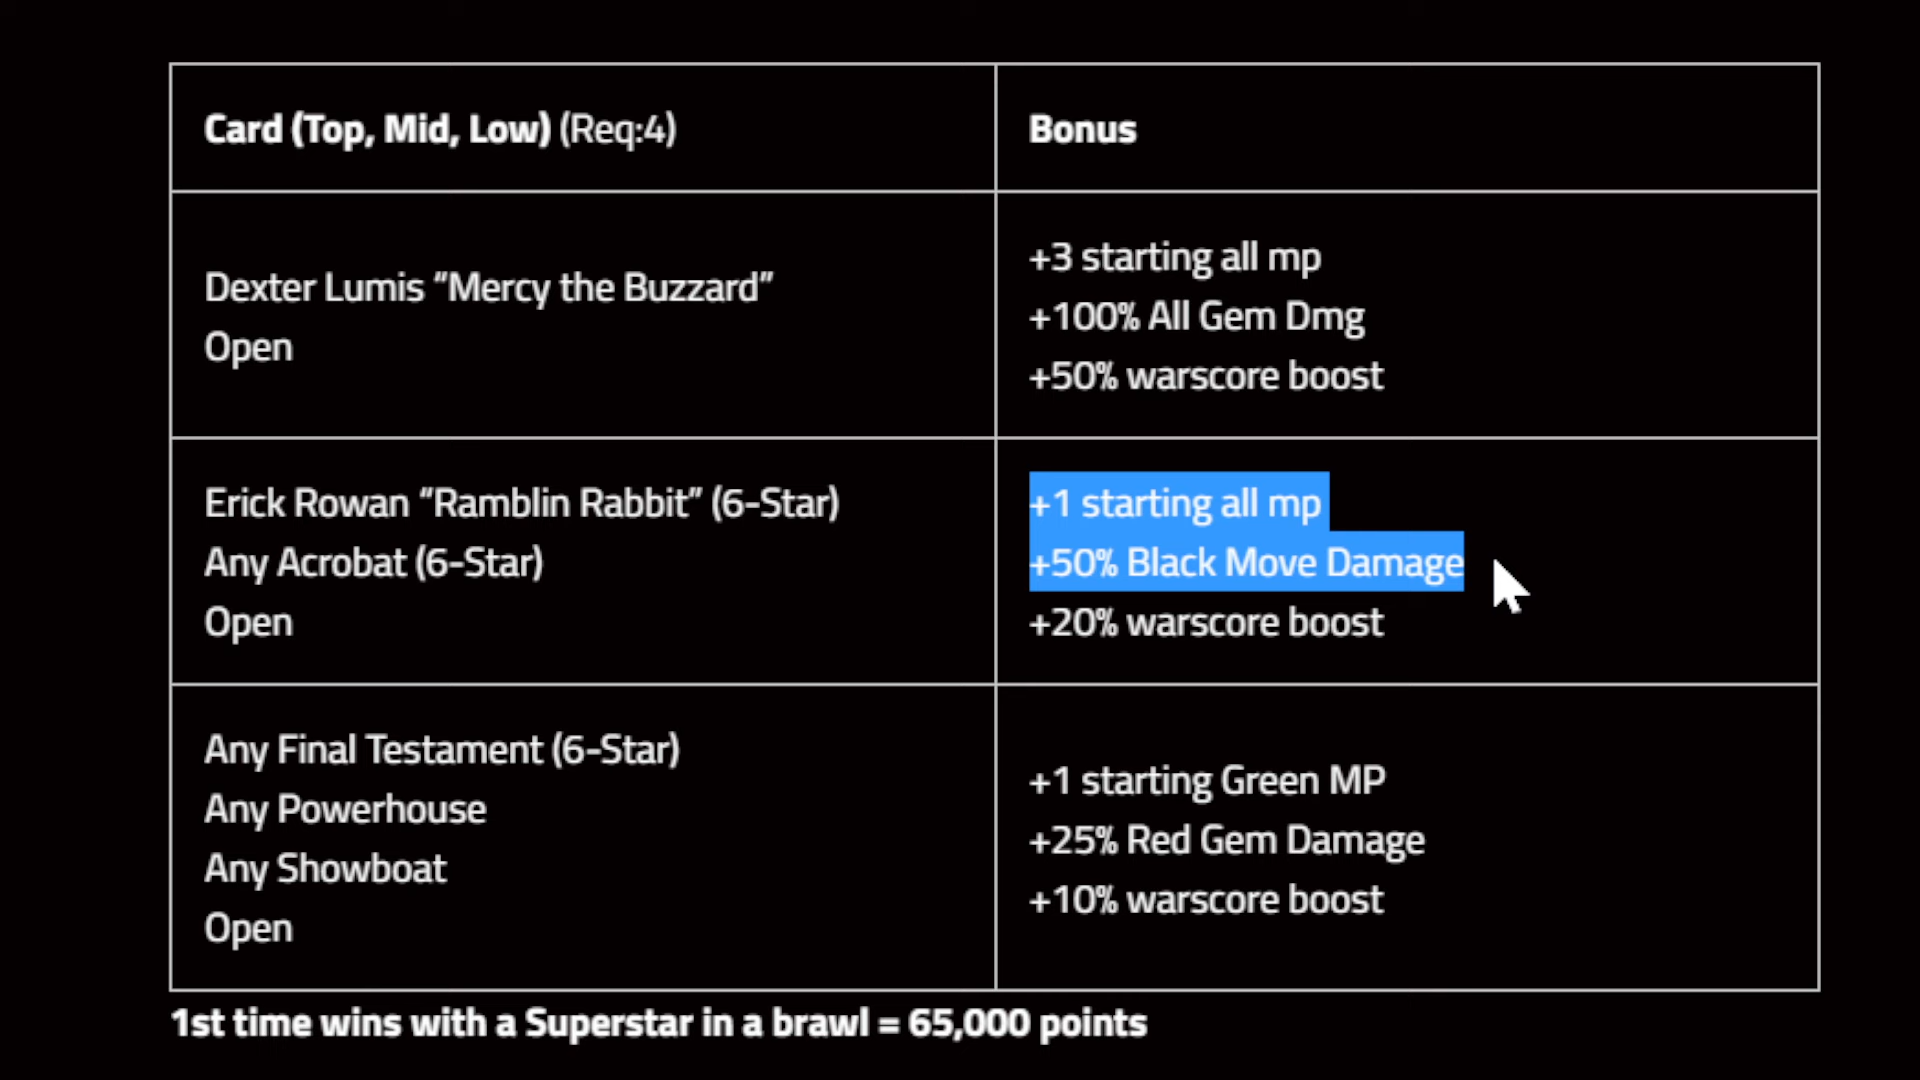 Card (Top, Mid, Low) (Req:4)
Bonus
Dexter Lumis “Mercy the Buzzard”
Open
+3 starting all mp
+100% All Gem Dmg
+50% warscore boost
Erick Rowan “Ramblin Rabbit” (6-Star)
Any Acrobat (6-Star)
Open
+1 starting all mp
+50% Black Move Damage
+20% warscore boost
Any Final Testament (6-Star)
Any Powerhouse
Any Showboat
Open
+1 starting Green MP
+25% Red Gem Damage
+10% warscore boost
1st time wins with a Superstar in a brawl = 65,000 points